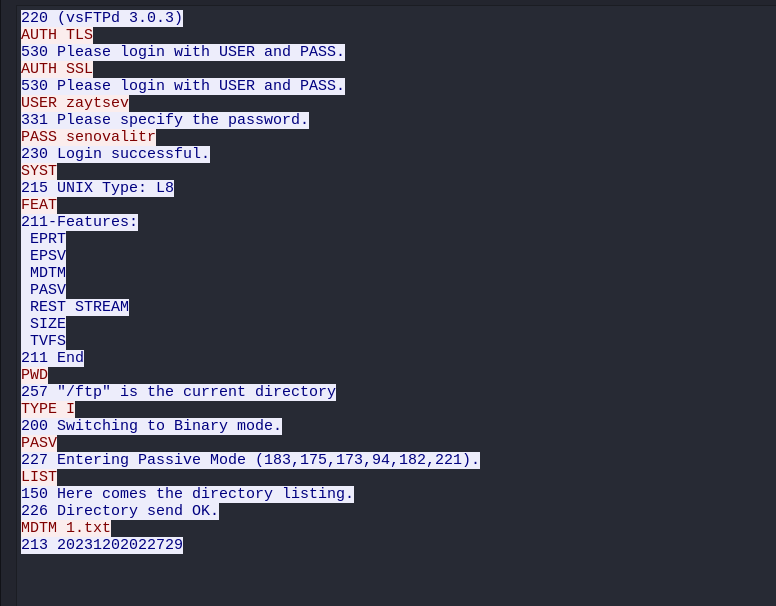 220 (vsFTPd 3.0.3)
AUTH TLS
530 Please login with USER and PASS.
AUTH SSL
530 Please login with USER and PASS.
USER zaytsev
331 Please specify the password.
PASS senovalitr
230 Login successful.
SYST
215 UNIX Type: L8
FEAT
211-Features:
 EPRT
 EPSV
 MDTM
 PASV
 REST STREAM
 SIZE
 TVFS
211 End
PWD
257 "/ftp" is the current directory
TYPE I
200 Switching to Binary mode.
PASV
227 Entering Passive Mode (183,175,173,94,182,221).
LIST
150 Here comes the directory listing.
226 Directory send OK.
MDTM 1.txt
213 20231202022729